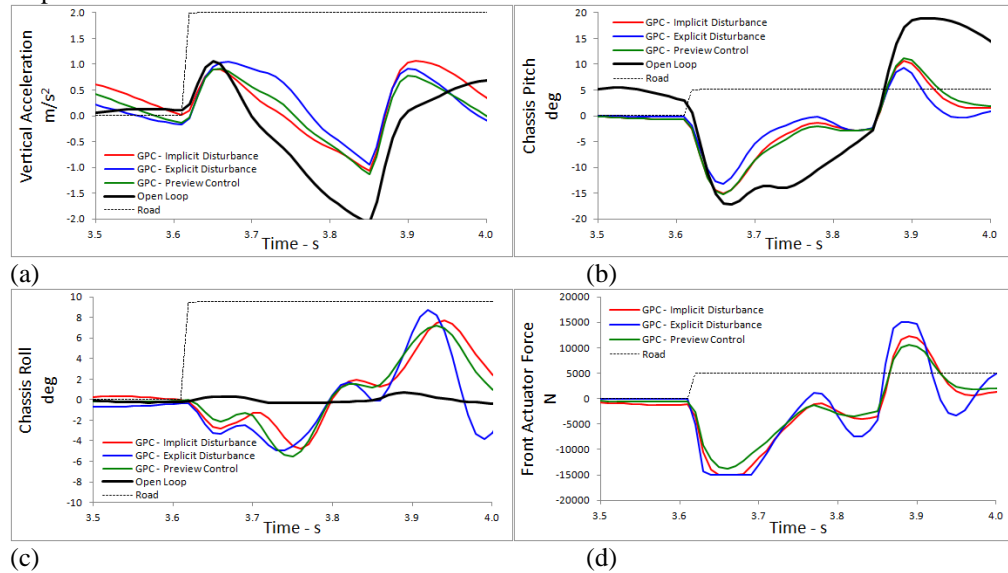 GPC - Implicit Disturbance
GPC - Explicit Disturbance
GPC - Preview Control
Open Loop
Road
Vertical Acceleration
m/s²
2.0
1.5
1.0
0.5
0.0
-0.5
-1.0
-1.5
-2.0
3.5 3.6 3.7 3.8 3.9 4.0
Time - s
(a)
GPC - Implicit Disturbance
GPC - Explicit Disturbance
GPC - Preview Control
Open Loop
Road
Chassis Pitch
deg
20
15
10
5
0
-5
-10
-15
-20
3.5 3.6 3.7 3.8 3.9 4.0
Time - s
(b)
Chassis Roll
deg
10
8
6
4
2
0
-2
-4
-6
-8
-10
GPC - Implicit Disturbance
GPC - Explicit Disturbance
GPC - Preview Control
Open Loop
Road
3.5 3.6 3.7 3.8 3.9 4.0
Time - s
(c)
Front Actuator Force
N
20000
15000
10000
5000
0
-5000
-10000
-15000
-20000
GPC - Implicit Disturbance
GPC - Explicit Disturbance
GPC - Preview Control
Road
3.5 3.6 3.7 3.8 3.9 4.0
Time - s
(d)